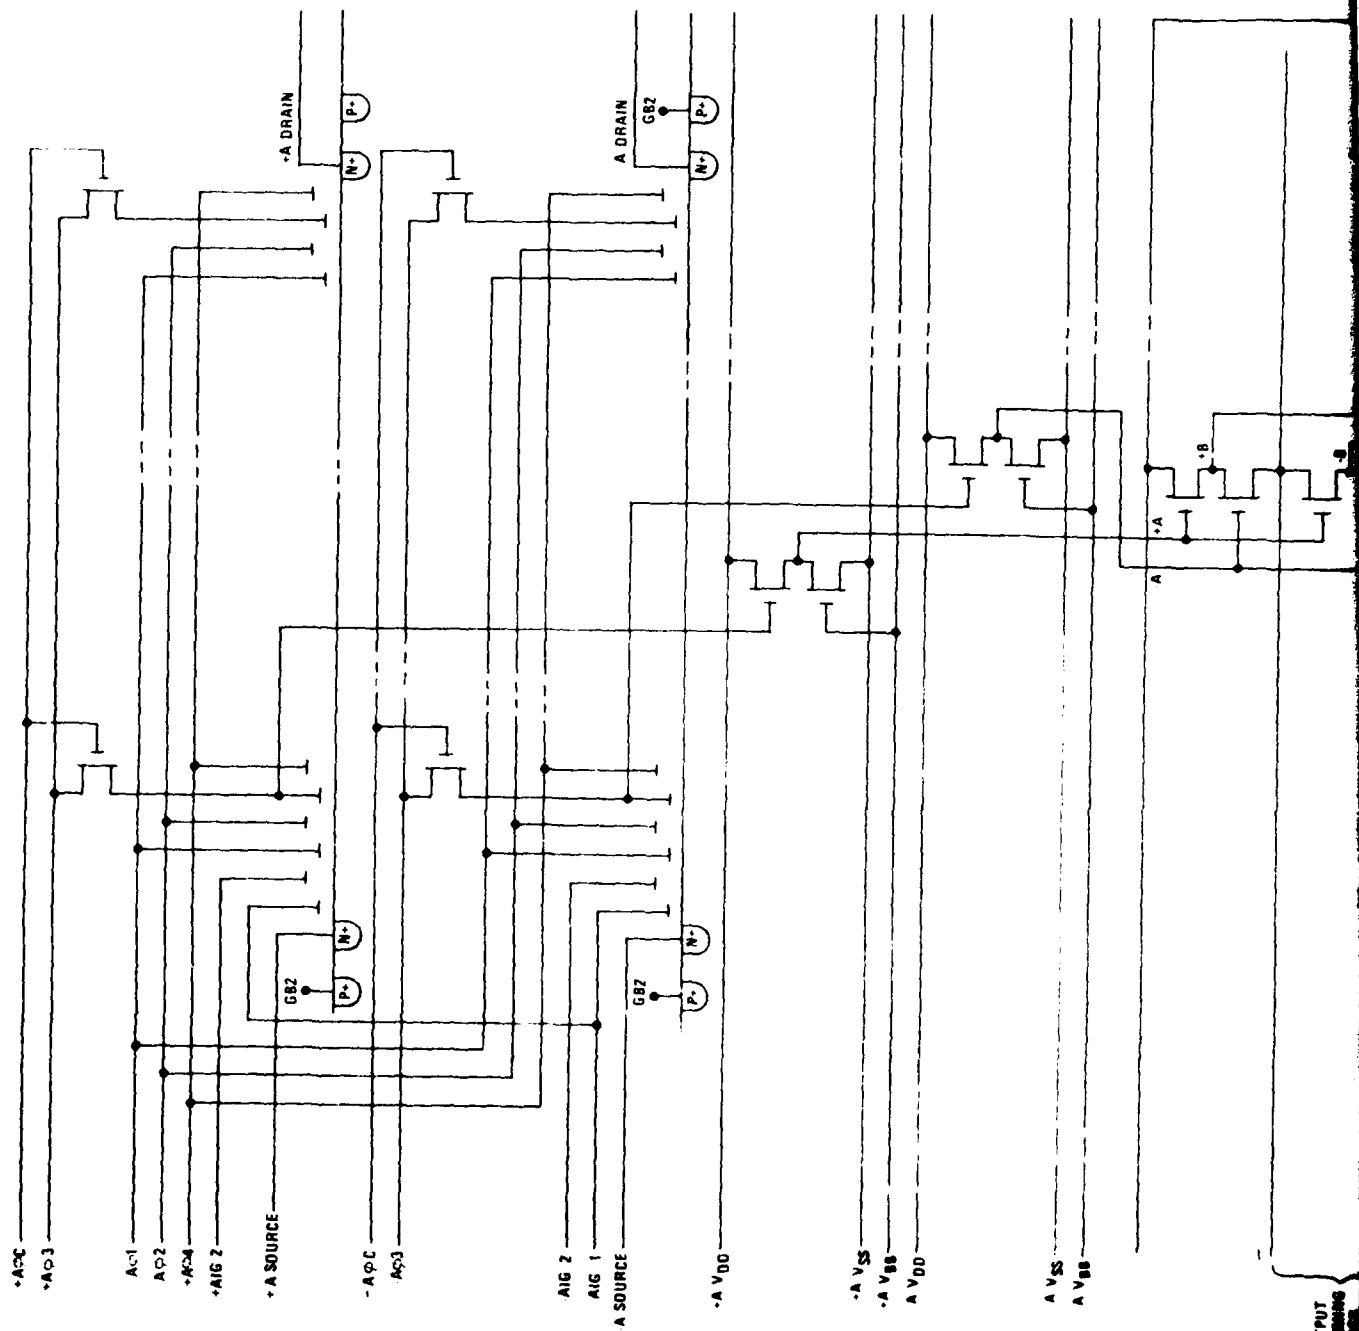 +A DRAIN
P+
N+
A DRAIN
GB2
P+
N+
+B
+A
A
-B
GB2
P+
N+
GB2
P+
N+
+AΦC
+AΦ3
AΦ1
AΦ2
+AΦ4
+AIG 2
+A SOURCE
-AΦC
AΦ3
AIG 2
AIG 1
A SOURCE
+A VDD
+A VSS
+A VBB
A VDD
A VSS
A VBB
PUT